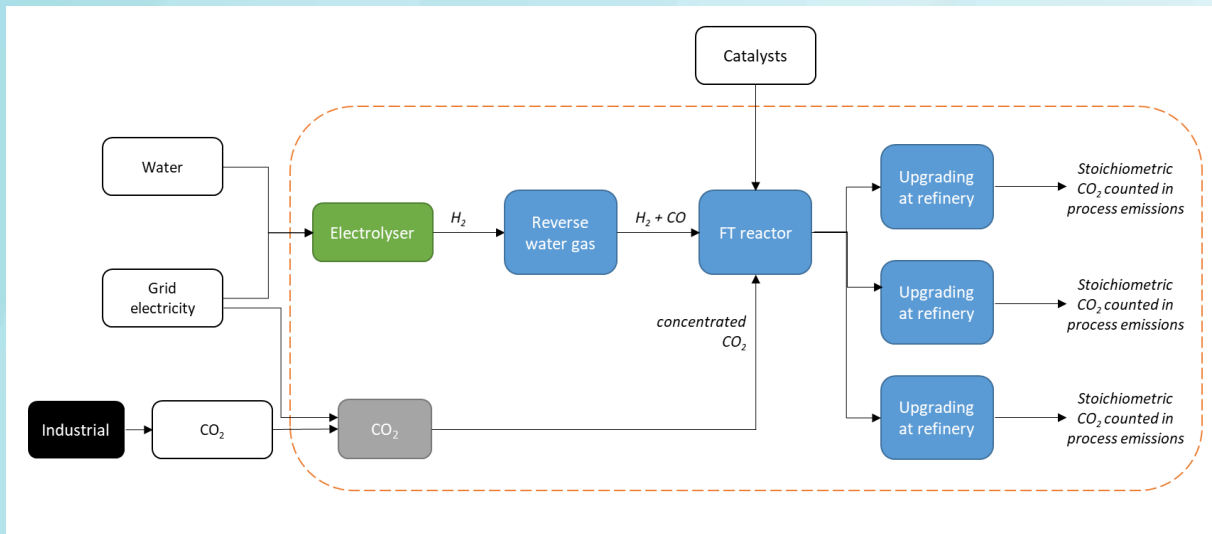 Catalysts
Water
Grid
electricity
Industrial
CO₂
Electrolyser
H₂
Reverse
water gas
H₂ + CO
FT reactor
concentrated
CO₂
CO₂
Upgrading
at refinery
Stoichiometric
CO₂ counted in
process emissions
Upgrading
at refinery
Stoichiometric
CO₂ counted in
process emissions
Upgrading
at refinery
Stoichiometric
CO₂ counted in
process emissions